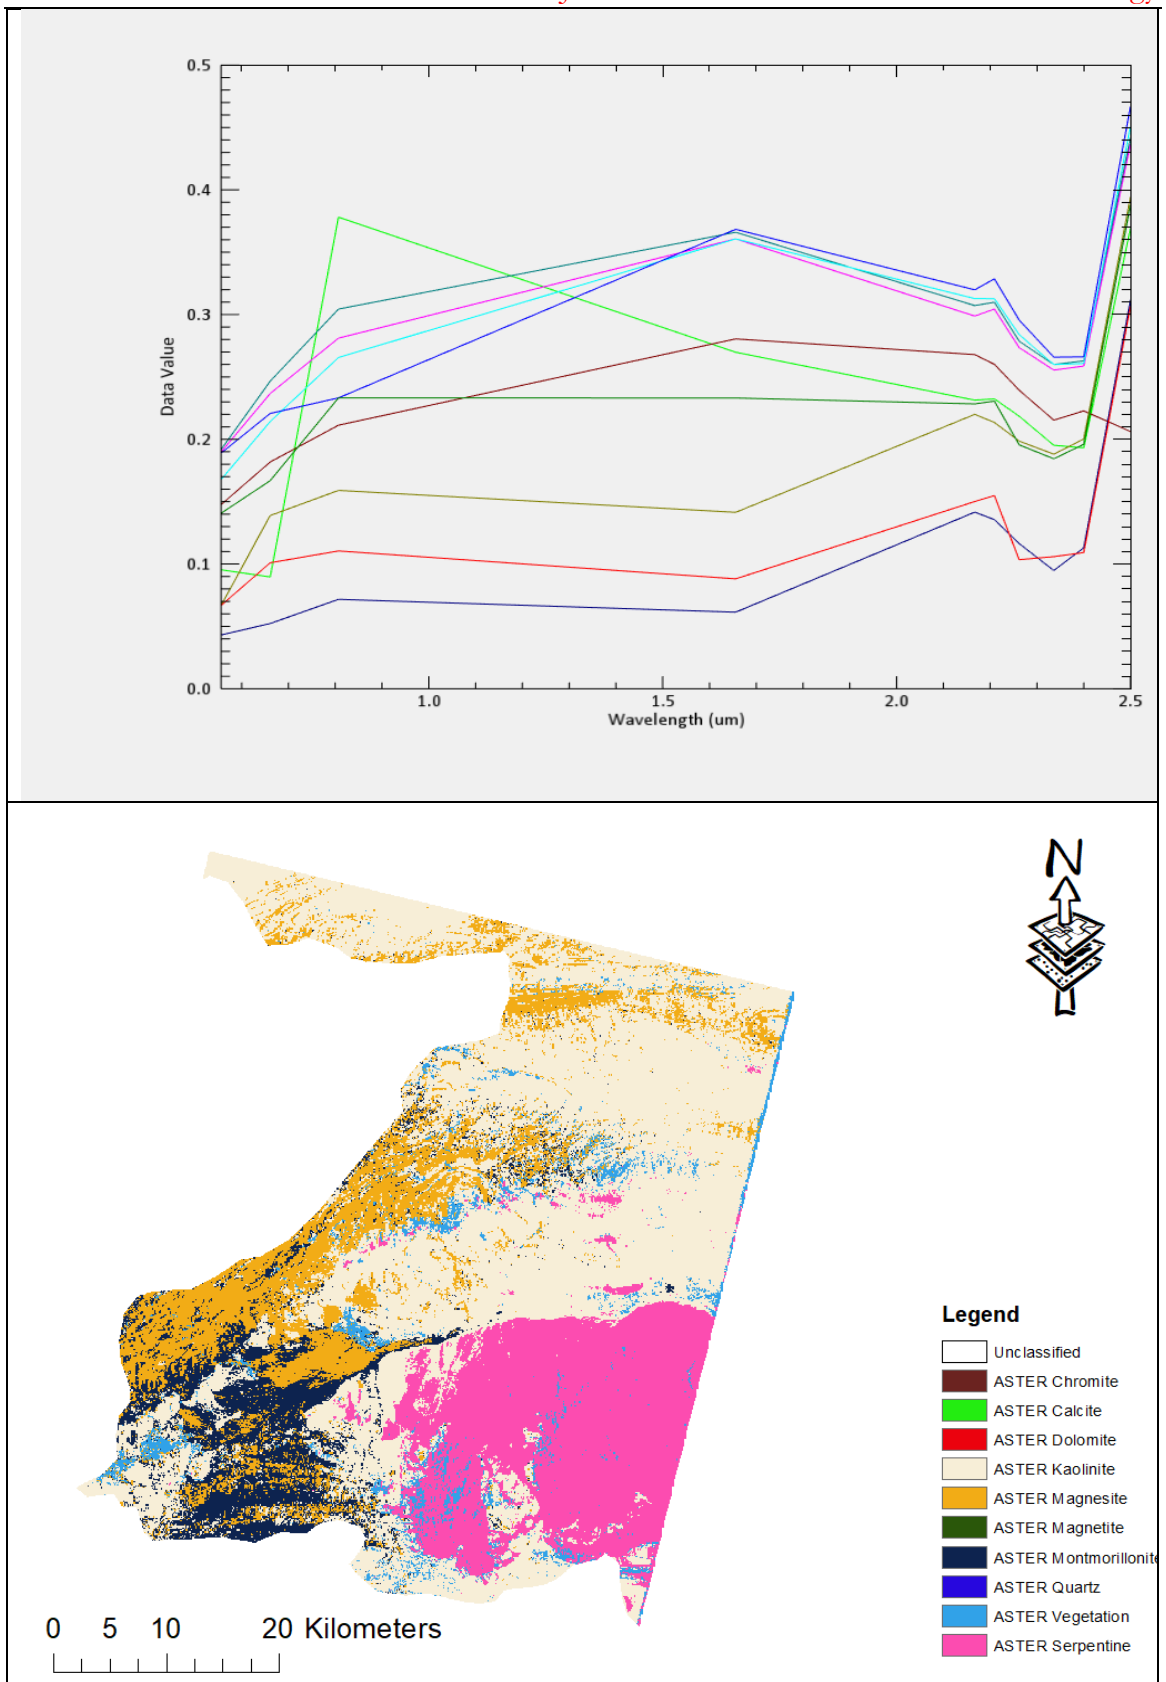 0.5
0.4
0.3
0.2
0.1
0.0
Data Value
1.0 1.5 2.0 2.5
Wavelength (um)
N
Legend
Unclassified
ASTER Chromite
ASTER Calcite
ASTER Dolomite
ASTER Kaolinite
ASTER Magnesite
ASTER Magnetite
ASTER Montmorillonite
ASTER Quartz
ASTER Vegetation
ASTER Serpentine
0 5 10 20 Kilometers